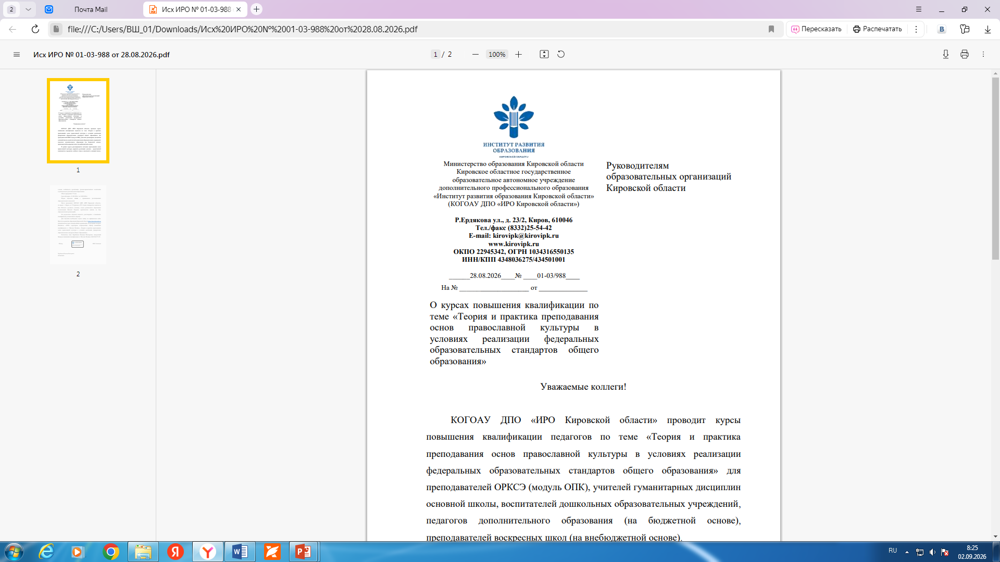 2
Почта Mail
Исх ИРО № 01-03-988
file:///C:/Users/ВШ_01/Downloads/Исх%20ИРО%20№%2001-03-988%20от%2028.08.2026.pdf
Пересказать
Распечатать
Исх ИРО № 01-03-988 от 28.08.2026.pdf
1 / 2
100%
1
2
ИНСТИТУТ РАЗВИТИЯ
ОБРАЗОВАНИЯ
КИРОВСКОЙ ОБЛАСТИ
Министерство образования Кировской области
Кировское областное государственное
образовательное автономное учреждение
дополнительного профессионального образования
«Институт развития образования Кировской области»
(КОГОАУ ДПО «ИРО Кировской области»)
Р.Ердякова ул., д. 23/2, Киров, 610046
Тел./факс (8332)25-54-42
E-mail: kirovipk@kirovipk.ru
www.kirovipk.ru
ОКПО 22945342, ОГРН 1034316550135
ИНН/КПП 4348036275/434501001
______28.08.2026____№ ____01-03/988____
На № ____________________ от ______________
Руководителям
образовательных организаций
Кировской области
О курсах повышения квалификации по
теме «Теория и практика преподавания
основ православной культуры в
условиях реализации федеральных
образовательных стандартов общего
образования»
Уважаемые коллеги!
КОГОАУ ДПО «ИРО Кировской области» проводит курсы
повышения квалификации педагогов по теме «Теория и практика
преподавания основ православной культуры в условиях реализации
федеральных образовательных стандартов общего образования» для
преподавателей ОРКСЭ (модуль ОПК), учителей гуманитарных дисциплин
основной школы, воспитателей дошкольных образовательных учреждений,
педагогов дополнительного образования (на бюджетной основе),
преподавателей воскресных школ (на внебюджетной основе).
RU
8:25
02.09.2026